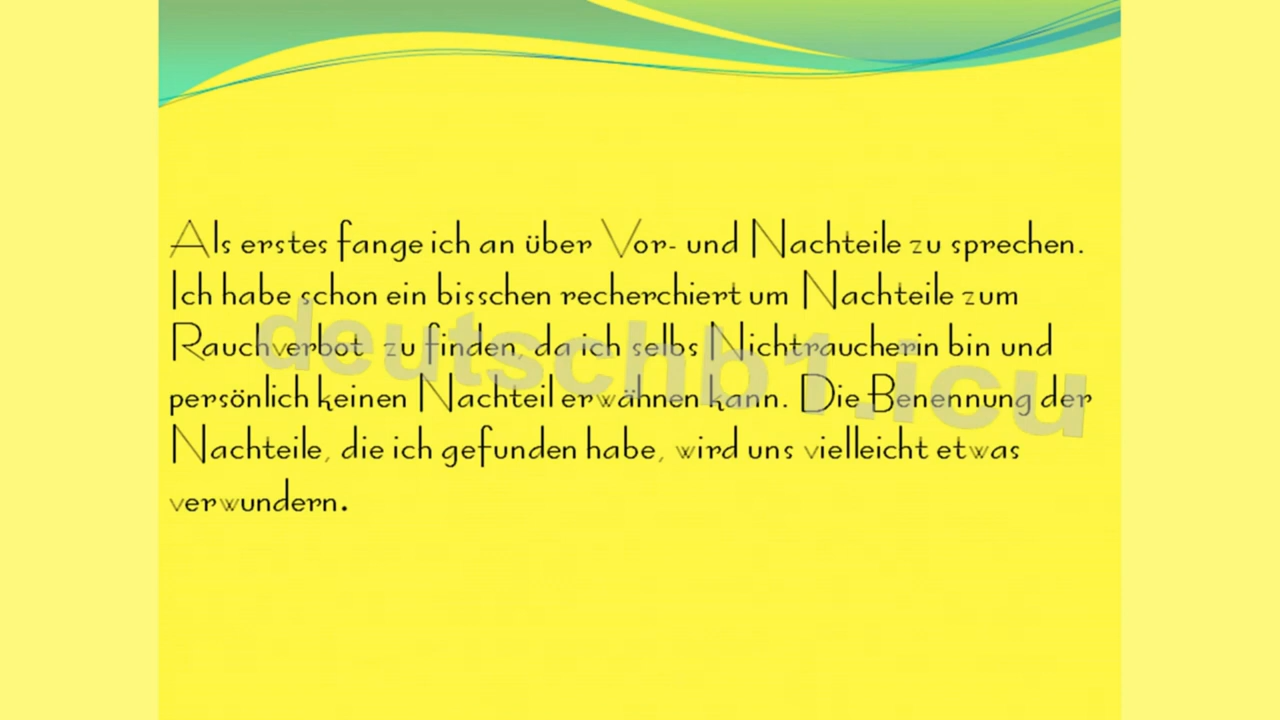 Als erstes fange ich an über Vor- und Nachteile zu sprechen.
Ich habe schon ein bisschen recherchiert um Nachteile zum
Rauchverbot zu finden, da ich selbs Nichtraucherin bin und
persönlich keinen Nachteil erwähnen kann. Die Benennung der
Nachteile, die ich gefunden habe, wird uns vielleicht etwas
verwundern.
deutschb1.icu